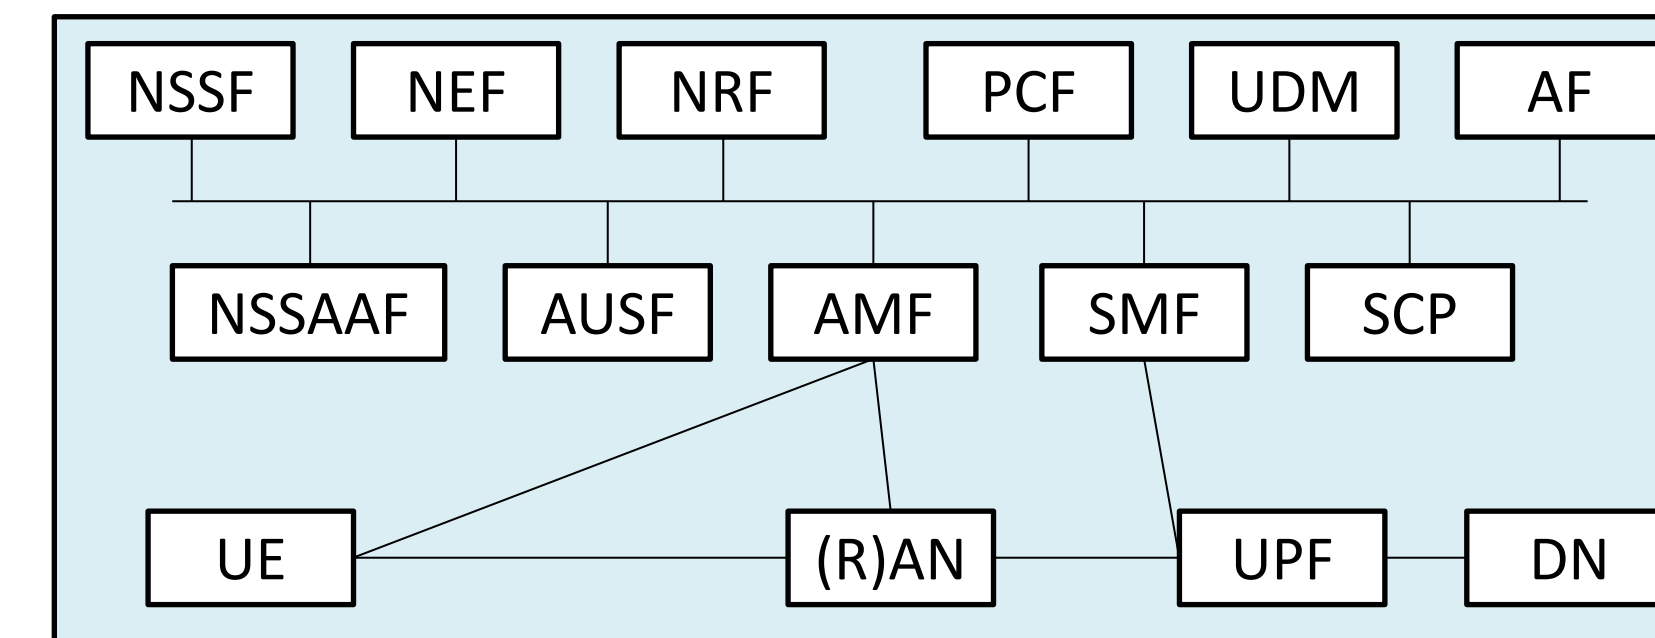 NSSF NEF NRF PCF UDM AF
NSSAAF AUSF AMF SMF SCP
UE (R)AN UPF DN